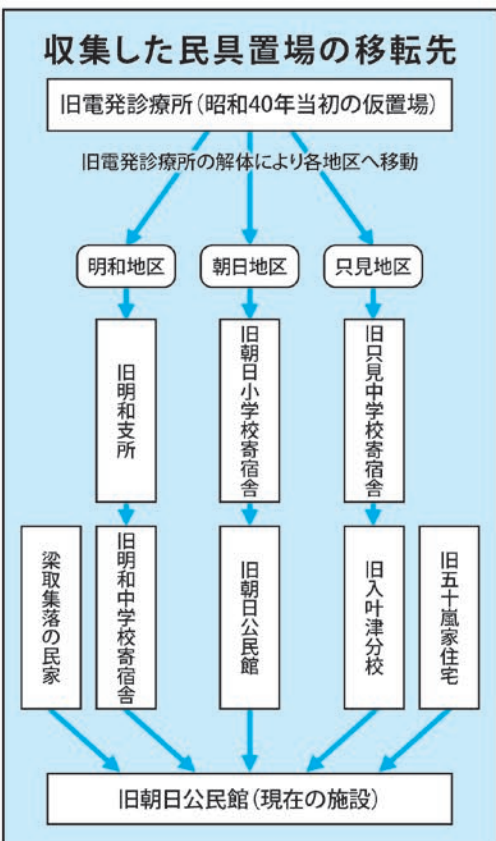 収集した民具置場の移転先
旧電発診療所(昭和40年当初の仮置場)
旧電発診療所の解体により各地区へ移動
明和地区
朝日地区
只見地区
旧明和支所
旧朝日小学校寄宿舎
旧只見中学校寄宿舎
梁取集落の民家
旧明和中学校寄宿舎
旧朝日公民館
旧入叶津分校
旧五十嵐家住宅
旧朝日公民館(現在の施設)